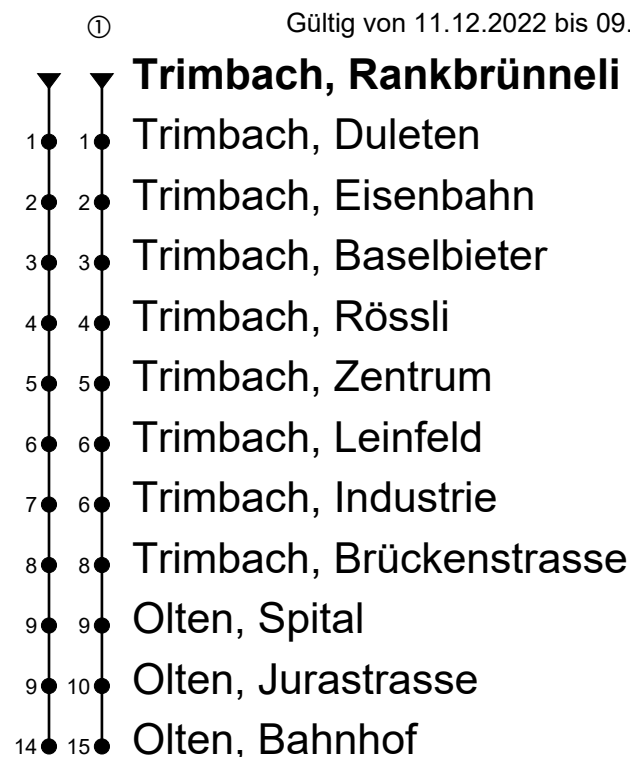 ① Gültig von 11.12.2022 bis 09.
Trimbach, Rankbrünneli
1 1 Trimbach, Duleten
2 2 Trimbach, Eisenbahn
3 3 Trimbach, Baselbieter
4 4 Trimbach, Rössli
5 5 Trimbach, Zentrum
6 6 Trimbach, Leinfeld
7 6 Trimbach, Industrie
8 8 Trimbach, Brückenstrasse
9 9 Olten, Spital
9 10 Olten, Jurastrasse
14 15 Olten, Bahnhof